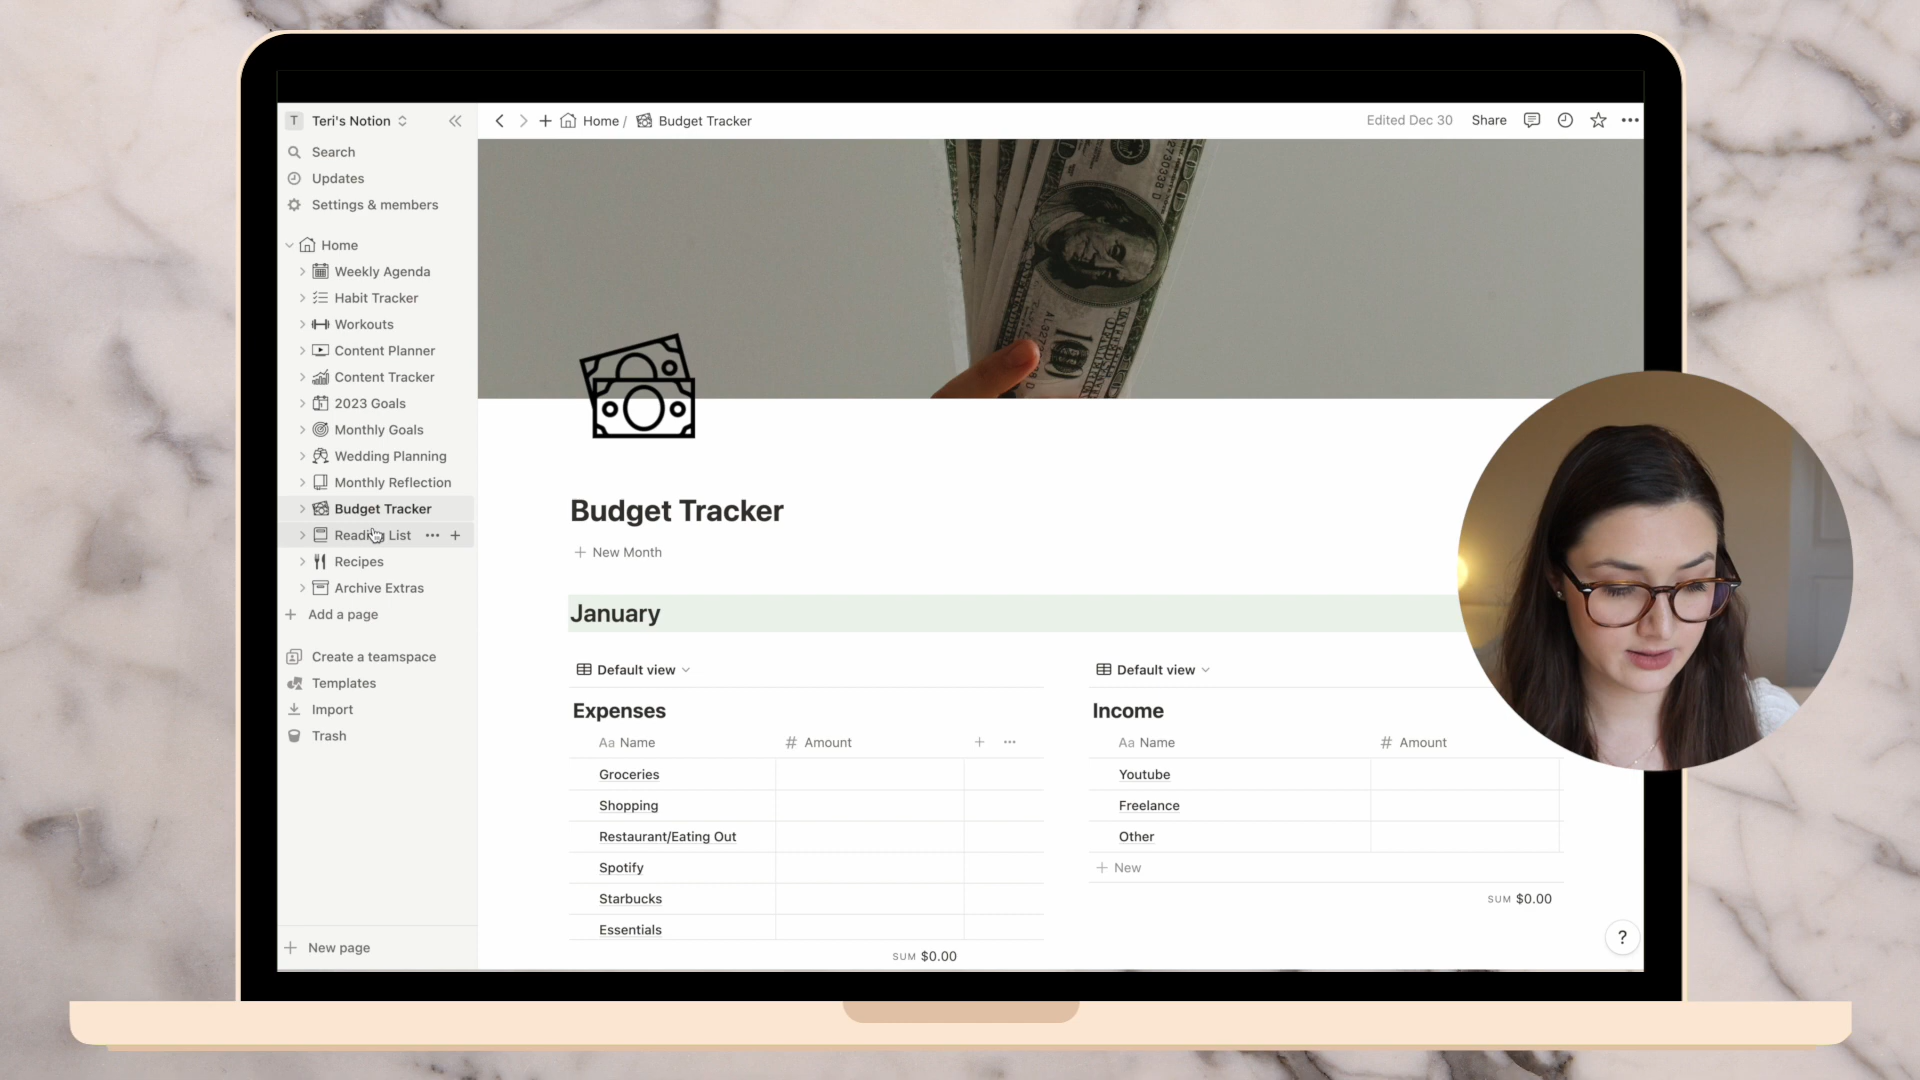 T Teri's Notion
Search
Updates
Settings & members
Home
Weekly Agenda
Habit Tracker
Workouts
Content Planner
Content Tracker
2023 Goals
Monthly Goals
Wedding Planning
Monthly Reflection
Budget Tracker
Reading List
Recipes
Archive Extras
Add a page
Create a teamspace
Templates
Import
Trash
New page
Home / Budget Tracker
Edited Dec 30 Share
Budget Tracker
New Month
January
Default view
Expenses
Aa Name # Amount
Groceries
Shopping
Restaurant/Eating Out
Spotify
Starbucks
Essentials
SUM $0.00
Default view
Income
Aa Name # Amount
Youtube
Freelance
Other
New
SUM $0.00
?